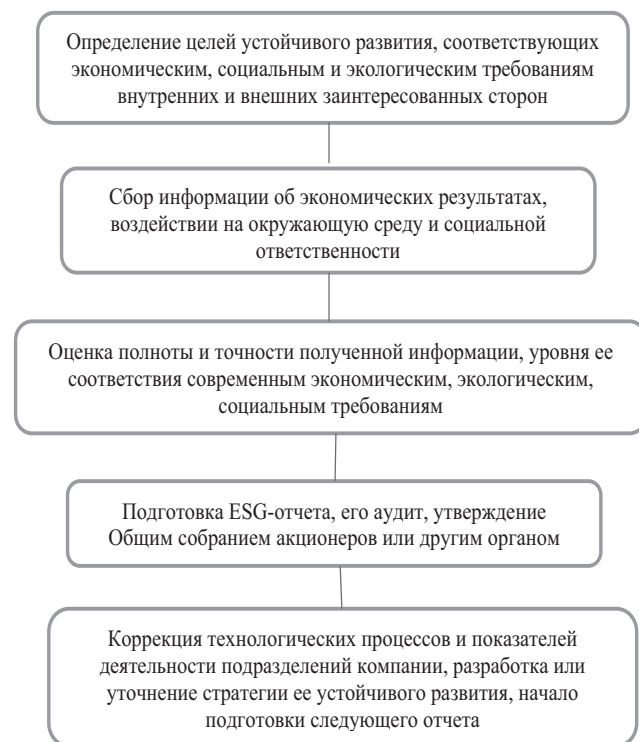 Определение целей устойчивого развития, соответствующих
экономическим, социальным и экологическим требованиям
внутренних и внешних заинтересованных сторон
Сбор информации об экономических результатах,
воздействии на окружающую среду и социальной
ответственности
Оценка полноты и точности полученной информации, уровня ее
соответствия современным экономическим, экологическим,
социальным требованиям
Подготовка ESG-отчета, его аудит, утверждение
Общим собранием акционеров или другим органом
Коррекция технологических процессов и показателей
деятельности подразделений компании, разработка или
уточнение стратегии ее устойчивого развития, начало
подготовки следующего отчета